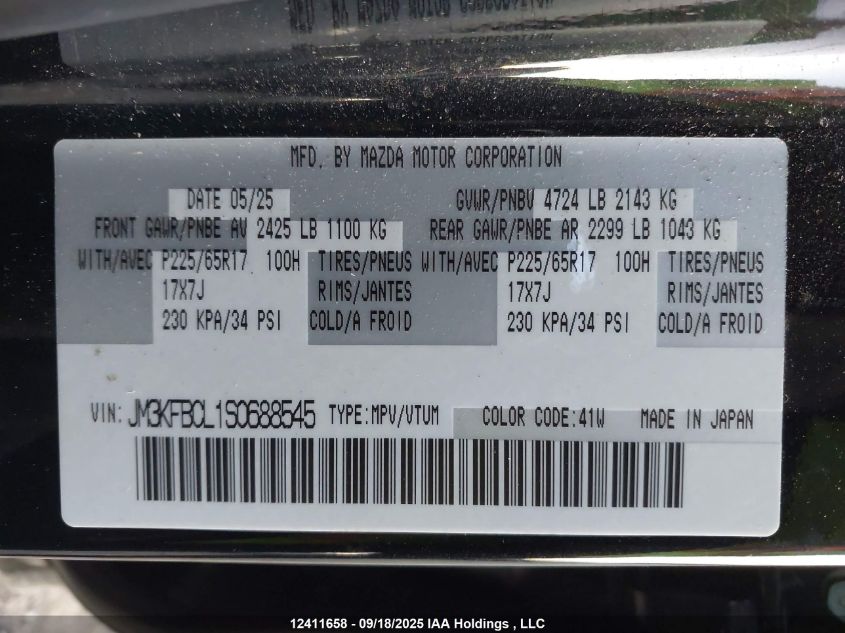 MFD. BY MAZDA MOTOR CORPORATION
DATE 05/25 GVWR/PNBV 4724 LB 2143 KG
FRONT GAWR/PNBE AV 2425 LB 1100 KG REAR GAWR/PNBE AR 2299 LB 1043 KG
WITH/AVEC P225/65R17 100H TIRES/PNEUS WITH/AVEC P225/65R17 100H TIRES/PNEUS
17X7J RIMS/JANTES 17X7J RIMS/JANTES
230 KPA/34 PSI COLD/A FROID 230 KPA/34 PSI COLD/A FROID
VIN: JM3KFBCL1S0688545 TYPE:MPV/VTUM COLOR CODE:41W MADE IN JAPAN
12411658 - 09/18/2025 IAA Holdings , LLC